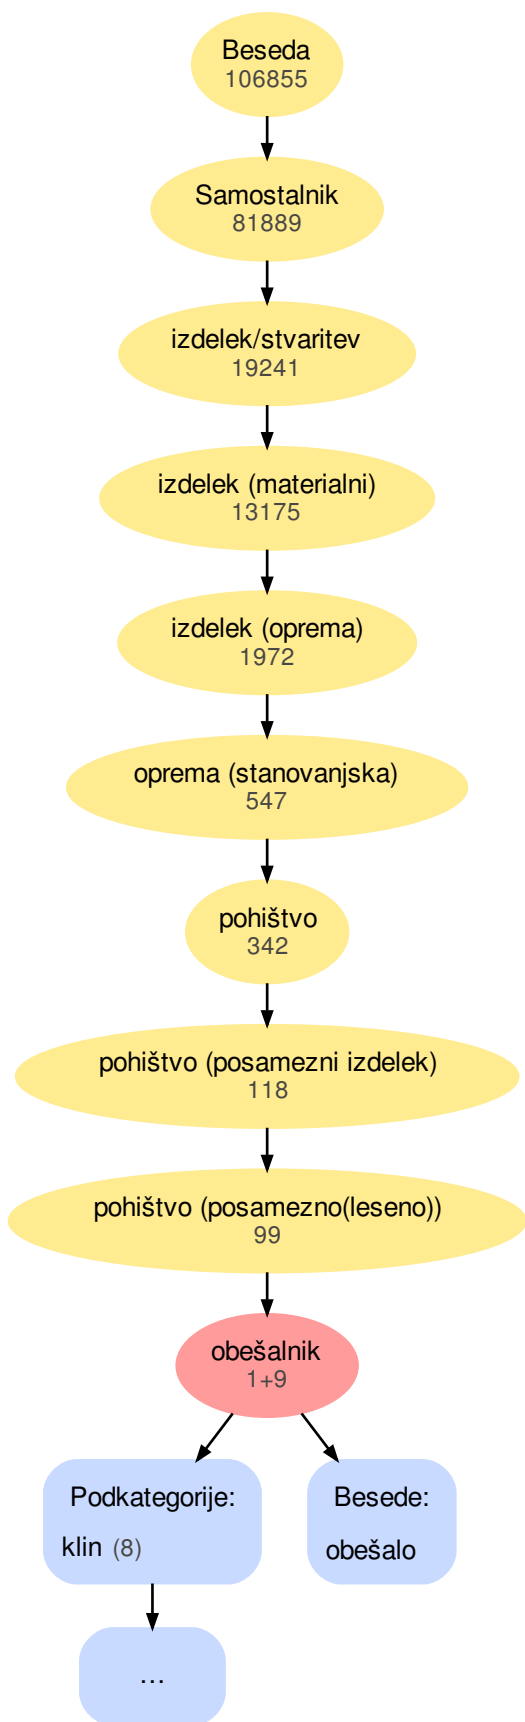 Beseda
106855
Samostalnik
81889
izdelek/stvaritev
19241
izdelek (materialni)
13175
izdelek (oprema)
1972
oprema (stanovanjska)
547
pohištvo
342
pohištvo (posamezni izdelek)
118
pohištvo (posamezno(leseno))
99
obešalnik
1+9
Podkategorije:
klin (8)
Besede:
obešalo
...